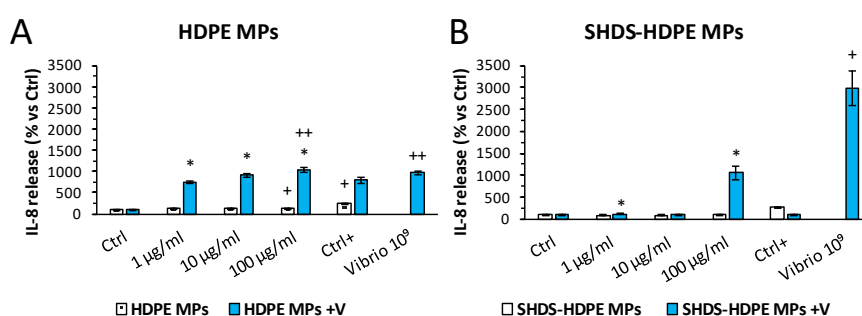 A
HDPE MPs
IL-8 release (% vs Ctrl)
3500
3000
2500
2000
1500
1000
500
0
*
*
++
*
+
+
++
Ctrl
1 µg/ml
10 µg/ml
100 µg/ml
Ctrl+
Vibrio 10⁹
HDPE MPs
HDPE MPs +V
B
SHDS-HDPE MPs
IL-8 release (% vs Ctrl)
3500
3000
2500
2000
1500
1000
500
0
*
*
+
Ctrl
1 µg/ml
10 µg/ml
100 µg/ml
Ctrl+
Vibrio 10⁹
SHDS-HDPE MPs
SHDS-HDPE MPs +V